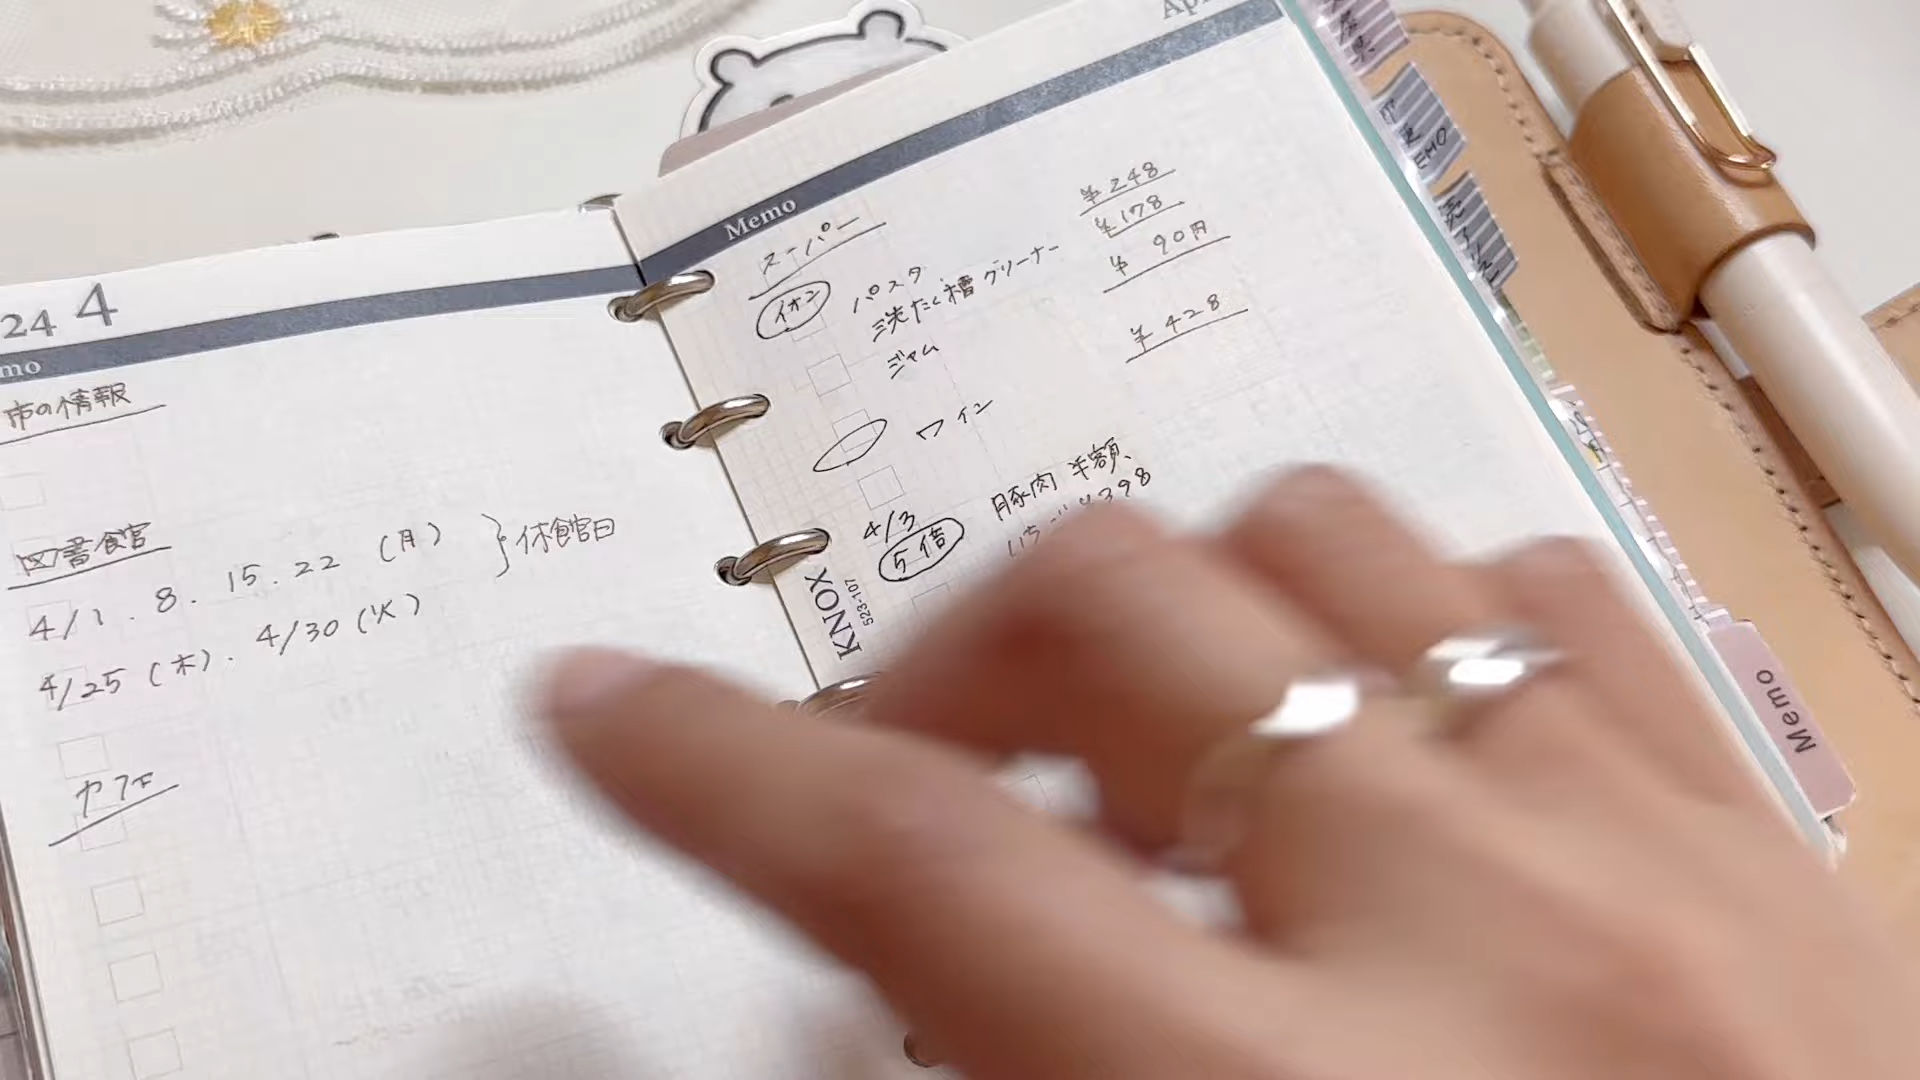 24 4
mo
市の情報
図書館
4/1.8.15.22(月)
4/25(木).4/30(火)
}休館日
カフェ
Memo
スーパー
イオン
パスタ ¥248
洗たく槽クリーナー ¥178
ジャム ¥ 90円
ワイン ¥428
4/3
5倍
豚肉 半額、
¥398
KNOX
523-107
Memo